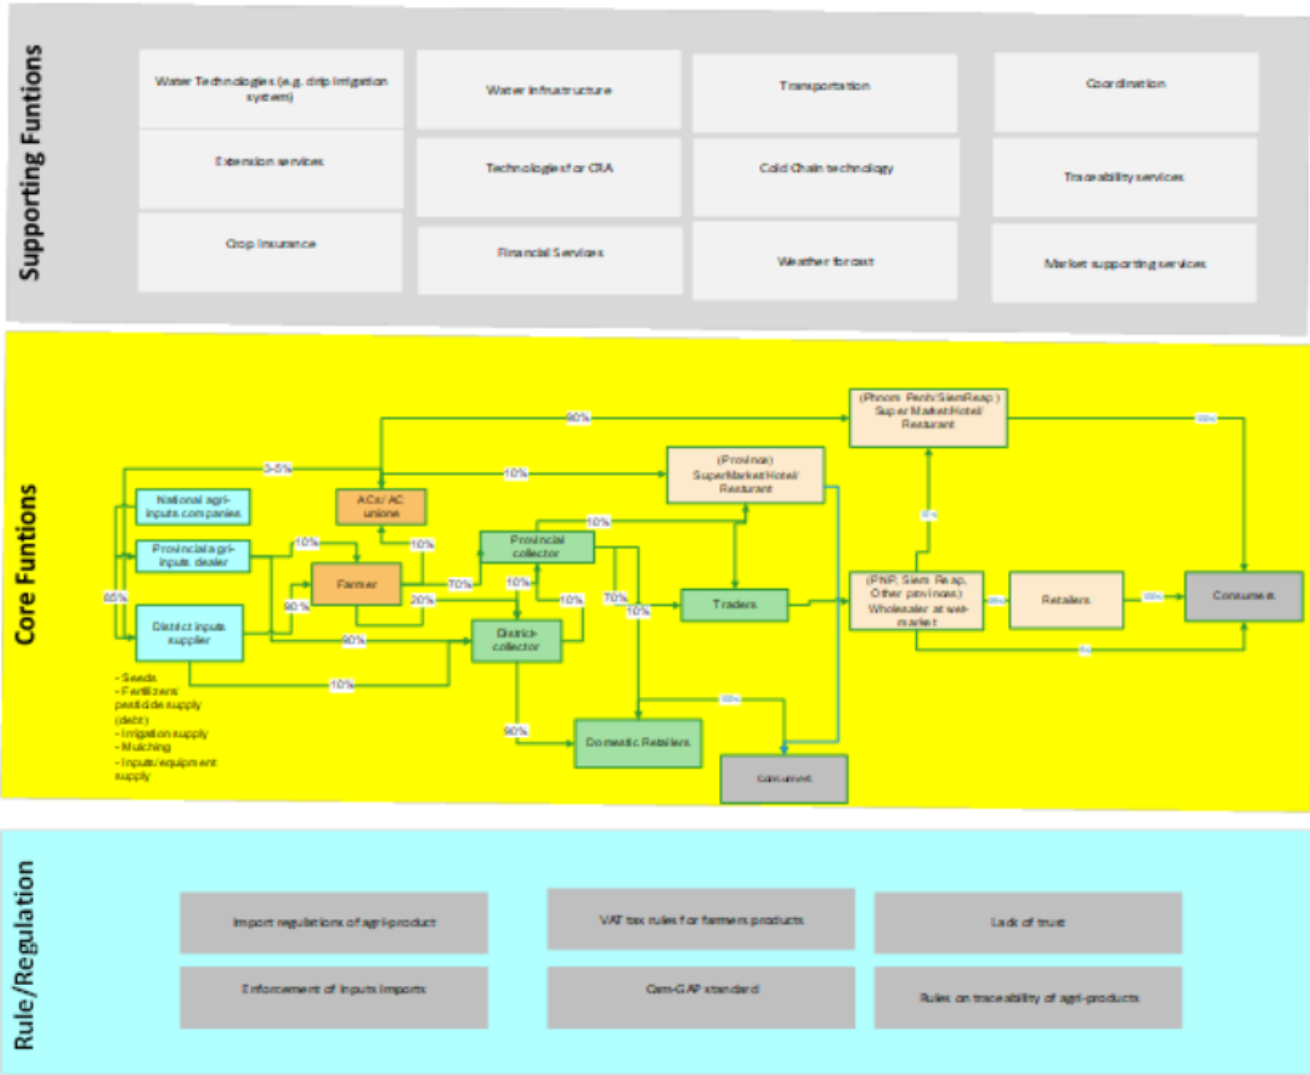 Supporting Funtions
Water Technologies (e.g. drip irrigation
system)
Water Infrastructure
Transportation
Coordination
Extension services
Technologies for CRA
Cold Chain technology
Traceability services
Crop Insurance
Financial Services
Weather forcast
Market supporting services
Core Funtions
(Phnom Penh/SiemReap)
Super Market/Hotel/
Resturant
90%
100%
(Province)
SuperMarket/Hotel/
Resturant
3-5%
10%
National agri-
inputs companies
ACs/ AC
unions
Provincial agri-
inputs dealer
10%
10%
Provincial
collector
10%
Farmer
70%
10%
20%
10%
70%
10%
85%
90%
District inputs
supplier
90%
District
collector
Traders
(PNP, Siem Reap,
Other provinces)
Wholesaler at wet-
market
Retailers
100%
Consumers
10%
- Seeds
- Fertilizers/
pesticide supply
(debt)
- Irrigation supply
- Mulching
- Inputs/equipment
supply
90%
100%
Domestic Retailers
Consumers
Rule/Regulation
Import regulations of agri-product
VAT tax rules for farmers products
Lack of trust
Enforcement of Inputs Imports
Cam-GAP standard
Rules on traceability of agri-products